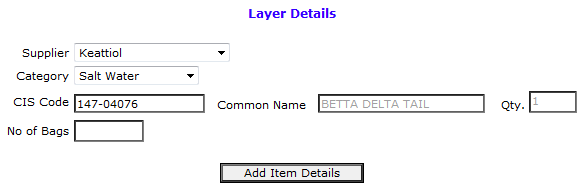 Layer Details
Supplier Keattiol
Category Salt Water
CIS Code 147-04076 Common Name BETTA DELTA TAIL Qty. 1
No of Bags
Add Item Details